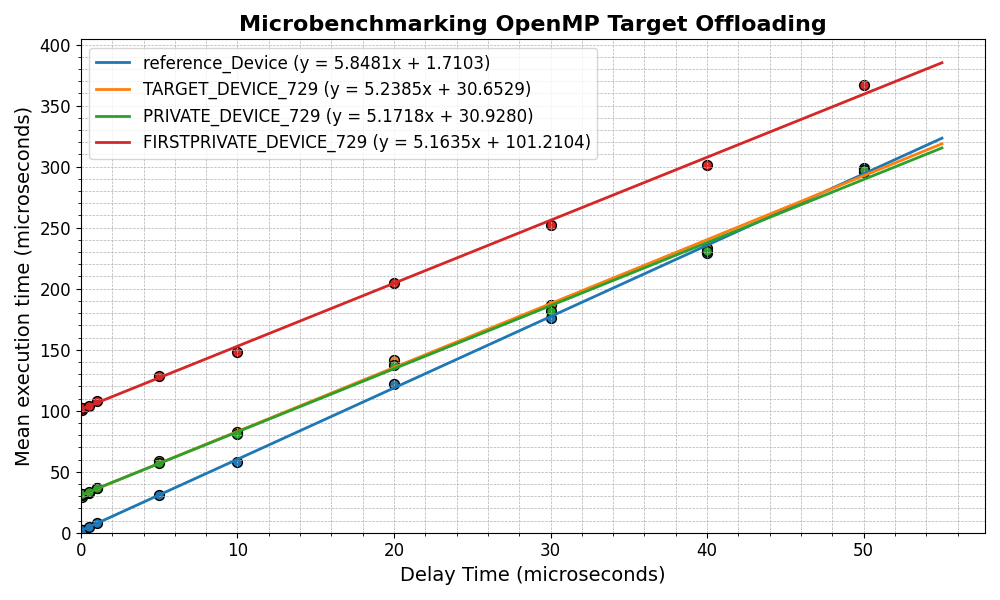 Microbenchmarking OpenMP Target Offloading
reference_Device (y = 5.8481x + 1.7103)
TARGET_DEVICE_729 (y = 5.2385x + 30.6529)
PRIVATE_DEVICE_729 (y = 5.1718x + 30.9280)
FIRSTPRIVATE_DEVICE_729 (y = 5.1635x + 101.2104)
Mean execution time (microseconds)
400
350
300
250
200
150
100
50
0
0 10 20 30 40 50
Delay Time (microseconds)